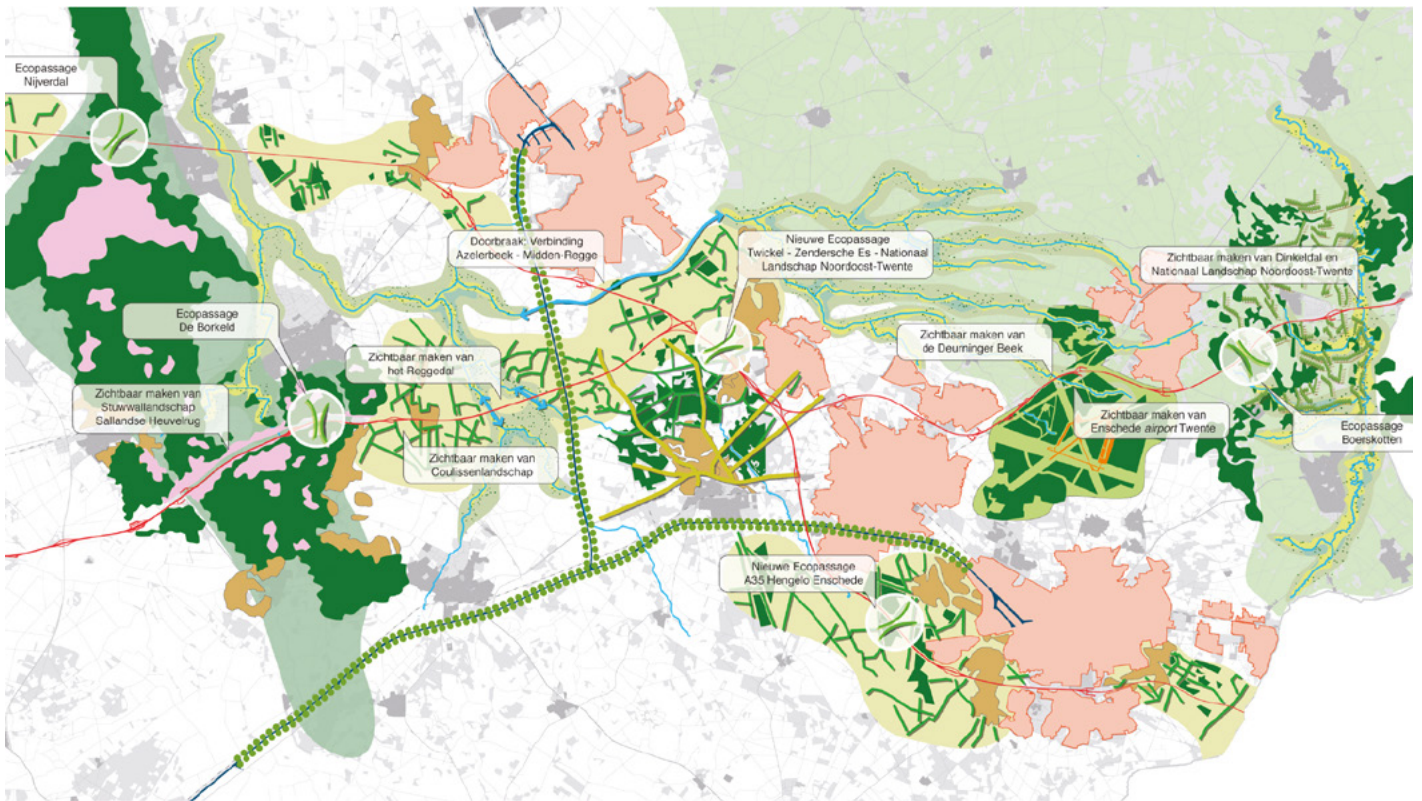 Ecopassage
Nijverdal
Doorbraak: Verbinding
Azelerbeek - Midden-Regge
Nieuwe Ecopassage
Twickel - Zendersche Es - Nationaal
Landschap Noordoost-Twente
Zichtbaar maken van Dinkeldal en
Nationaal Landschap Noordoost-Twente
Ecopassage
De Borkeld
Zichtbaar maken van
het Reggedal
Zichtbaar maken van
de Deurninger Beek
Zichtbaar maken van
Stuwwallandschap
Sallandse Heuvelrug
Zichtbaar maken van
Coulissenlandschap
Zichtbaar maken van
Enschede airport Twente
Ecopassage
Boerskotten
Nieuwe Ecopassage
A35 Hengelo Enschede